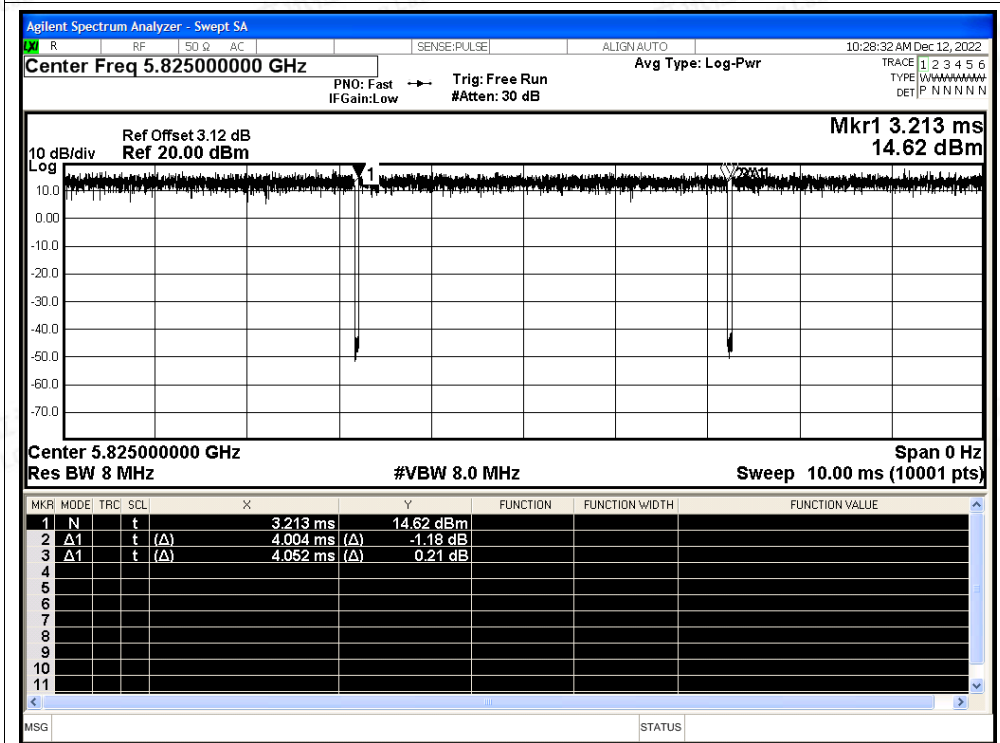 Agilent Spectrum Analyzer - Swept SA
LXI R RF 50 Ω AC SENSE:PULSE ALIGN AUTO 10:28:32 AM Dec 12, 2022
Center Freq 5.825000000 GHz
PNO: Fast
IFGain:Low
Trig: Free Run
#Atten: 30 dB
Avg Type: Log-Pwr
TRACE 1 2 3 4 5 6
TYPE
DET P N N N N N
Mkr1 3.213 ms
14.62 dBm
Ref Offset 3.12 dB
10 dB/div Ref 20.00 dBm
Log
1
10.0
0.00
-10.0
-20.0
-30.0
-40.0
-50.0
-60.0
-70.0
Center 5.825000000 GHz Span 0 Hz
Res BW 8 MHz #VBW 8.0 MHz Sweep 10.00 ms (10001 pts)
MKR MODE TRC SCL X Y FUNCTION FUNCTION WIDTH FUNCTION VALUE
1 N t 3.213 ms 14.62 dBm
2 Δ1 t (Δ) 4.004 ms (Δ) -1.18 dB
3 Δ1 t (Δ) 4.052 ms (Δ) 0.21 dB
4
5
6
7
8
9
10
11
MSG STATUS